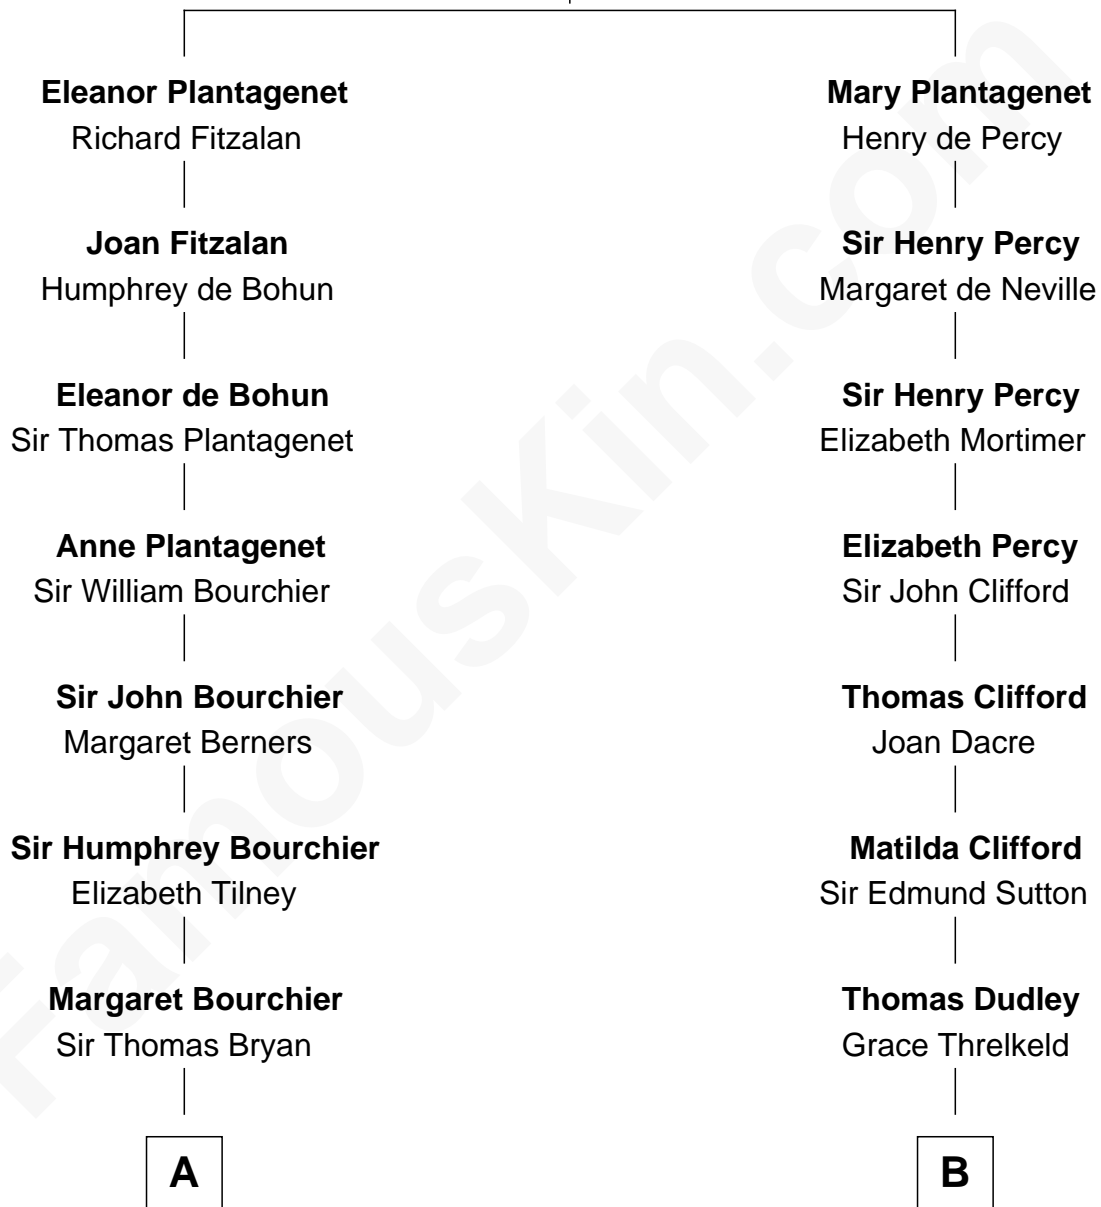 Eleanor Plantagenet
Richard Fitzalan
Joan Fitzalan
Humphrey de Bohun
Eleanor de Bohun
Sir Thomas Plantagenet
Anne Plantagenet
Sir William Bourchier
Sir John Bourchier
Margaret Berners
Sir Humphrey Bourchier
Elizabeth Tilney
Margaret Bourchier
Sir Thomas Bryan
A
Mary Plantagenet
Henry de Percy
Sir Henry Percy
Margaret de Neville
Sir Henry Percy
Elizabeth Mortimer
Elizabeth Percy
Sir John Clifford
Thomas Clifford
Joan Dacre
Matilda Clifford
Sir Edmund Sutton
Thomas Dudley
Grace Threlkeld
B
FamousKin.com